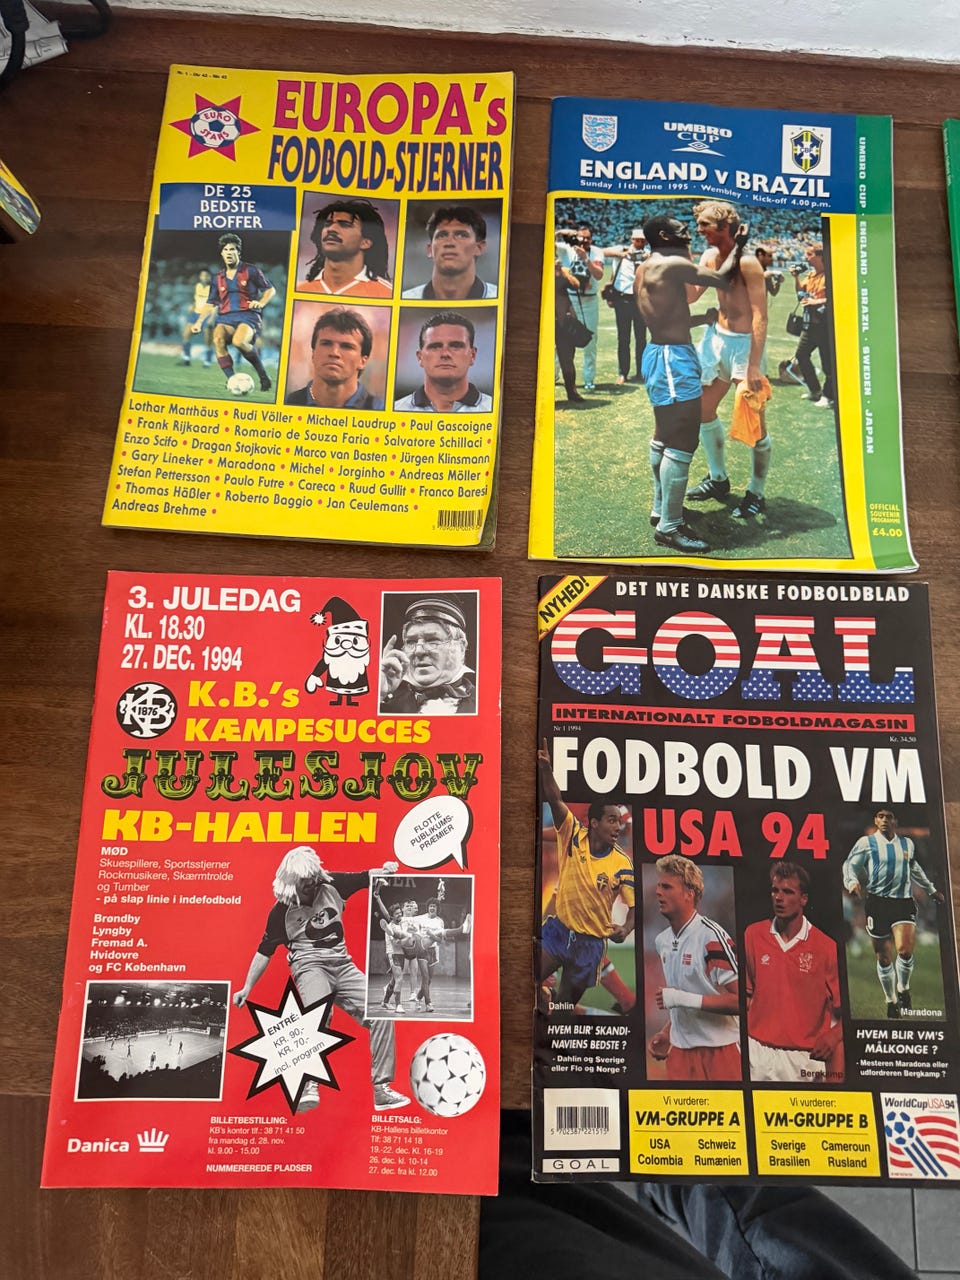 EURO
STARS
EUROPA's
FODBOLD-STJERNER
DE 25
BEDSTE
PROFFER
Lothar Matthäus • Rudi Völler • Michael Laudrup • Paul Gascoigne
• Frank Rijkaard • Romario de Souza Faria • Salvatore Schillaci •
Enzo Scifo • Dragan Stojkovic • Marco van Basten • Jürgen Klinsmann
• Gary Lineker • Maradona • Michel • Jorginho • Andreas Möller •
Stefan Pettersson • Paulo Futre • Careca • Ruud Gullit • Franco Baresi
• Thomas Häßler • Roberto Baggio • Jan Ceulemans •
Andreas Brehme •
UMBRO
CUP
ENGLAND v BRAZIL
Sunday 11th June 1995 · Wembley · Kick-off 4.00 p.m.
UMBRO CUP · ENGLAND · BRAZIL · SWEDEN · JAPAN
OFFICIAL
SOUVENIR
PROGRAMME
£4.00
3. JULEDAG
KL. 18.30
27. DEC. 1994
KB
1876
K.B.'s
KÆMPESUCCES
JULESJOV
KB-HALLEN
FLOTTE
PUBLIKUMS-
PRÆMIER
MØD
Skuespillere, Sportsstjerner
Rockmusikere, Skærmtrolde
og Tumber
- på slap linie i indefodbold
Brøndby
Lyngby
Fremad A.
Hvidovre
og FC København
ENTRÉ:
KR. 90,-
KR. 70,-
incl. program
Danica
BILLETBESTILLING:
KB's kontor tlf.: 38 71 41 50
fra mandag d. 28. nov.
kl. 9.00 - 15.00
NUMMEREREDE PLADSER
BILLETSALG:
KB-Hallens billetkontor
Tlf: 38 71 14 18
19.-22. dec. Kl. 16-19
26. dec. kl. 10-14
27. dec. fra kl. 12.00
NYHED!
DET NYE DANSKE FODBOLDBLAD
GOAL
INTERNATIONALT FODBOLDMAGASIN
Nr 1 1994
Kr. 34,50
FODBOLD VM
USA 94
Dahlin
Bergkamp
Maradona
HVEM BLIR' SKANDI-
NAVIENS BEDSTE ?
- Dahlin og Sverige
eller Flo og Norge ?
HVEM BLIR VM'S
MÅLKONGE ?
- Mesteren Maradona eller
udfordreren Bergkamp ?
5 702387 221515
GOAL
Vi vurderer:
VM-GRUPPE A
USA Schweiz
Colombia Rumænien
Vi vurderer:
VM-GRUPPE B
Sverige Cameroun
Brasilien Rusland
WorldCupUSA94